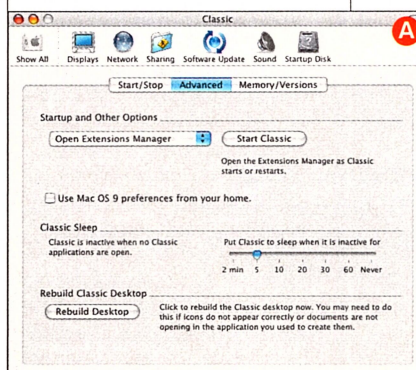 Classic
A
Show All Displays Network Sharing Software Update Sound Startup Disk
Start/Stop Advanced Memory/Versions
Startup and Other Options
Open Extensions Manager Start Classic
Open the Extensions Manager as Classic
starts or restarts.
Use Mac OS 9 preferences from your home.
Classic Sleep
Classic is inactive when no Classic
applications are open.
Put Classic to sleep when it is inactive for
2 min 5 10 20 30 60 Never
Rebuild Classic Desktop
Rebuild Desktop
Click to rebuild the Classic desktop now. You may need to do
this if icons do not appear correctly or documents are not
opening in the application you used to create them.